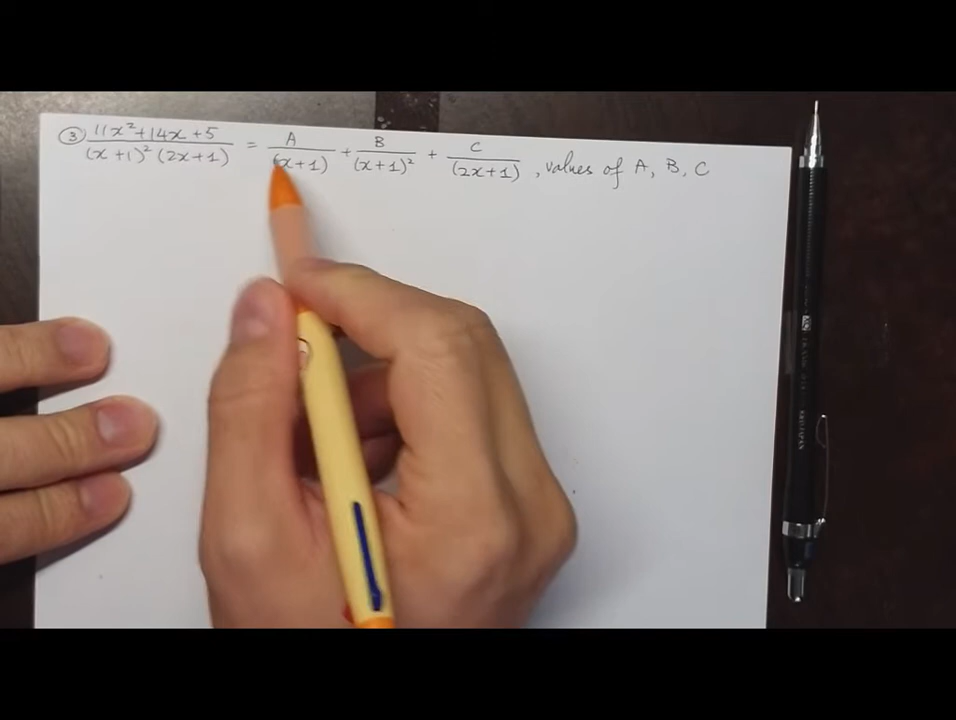 ③ (11x²+14x+5)/((x+1)²(2x+1)) = A/(x+1) + B/(x+1)² + C/(2x+1) , values of A, B, C